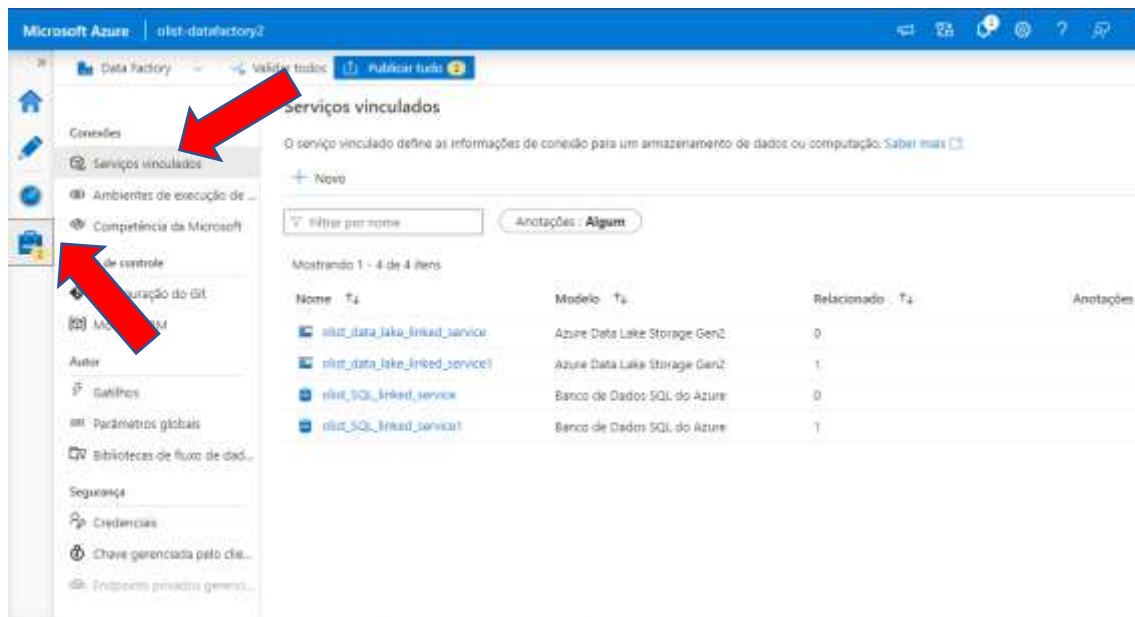 Microsoft Azure olist-datafactory2
Data Factory Validar todos Publicar tudo 2
Serviços vinculados
O serviço vinculado define as informações de conexão para um armazenamento de dados ou computação. Saber mais
Conexões
Serviços vinculados
Ambientes de execução de ...
Competência da Microsoft
de controle
do Git
Autor
Gatilhos
Parâmetros globais
Bibliotecas de fluxo de dad...
Segurança
Credenciais
Chave gerenciada pelo clie...
Endpoints privados gerenci...
+ Novo
Filtrar por nome Anotações : Algum
Mostrando 1 - 4 de 4 itens
Nome Modelo Relacionado Anotações
olist_data_lake_linked_service Azure Data Lake Storage Gen2 0
olist_data_lake_linked_service1 Azure Data Lake Storage Gen2 1
olist_SQL_linked_service Banco de Dados SQL do Azure 0
olist_SQL_linked_service1 Banco de Dados SQL do Azure 1